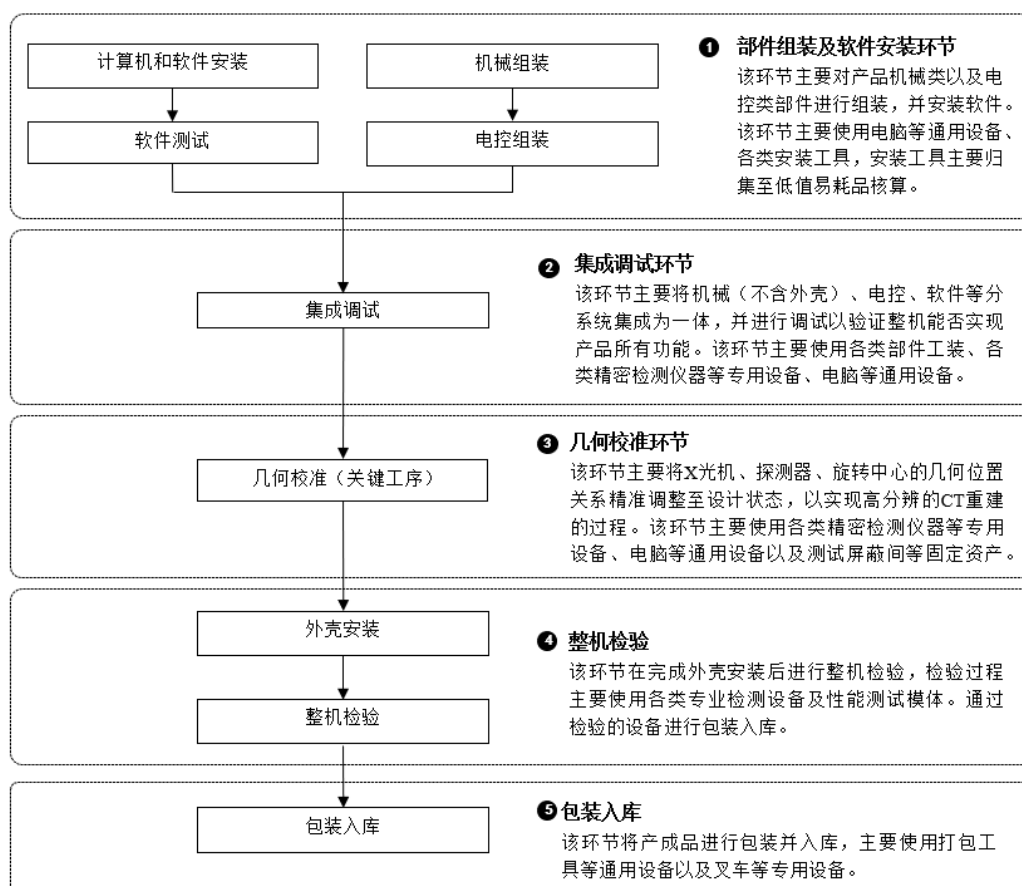 计算机和软件安装
机械组装
软件测试
电控组装
❶ 部件组装及软件安装环节
该环节主要对产品机械类以及电
控类部件进行组装，并安装软件。
该环节主要使用电脑等通用设备、
各类安装工具，安装工具主要归
集至低值易耗品核算。
集成调试
❷ 集成调试环节
该环节主要将机械（不含外壳）、电控、软件等分
系统集成为一体，并进行调试以验证整机能否实现
产品所有功能。该环节主要使用各类部件工装、各
类精密检测仪器等专用设备、电脑等通用设备。
几何校准（关键工序）
❸ 几何校准环节
该环节主要将X光机、探测器、旋转中心的几何位置
关系精准调整至设计状态，以实现高分辨的CT重建
的过程。该环节主要使用各类精密检测仪器等专用
设备、电脑等通用设备以及测试屏蔽间等固定资产。
外壳安装
整机检验
❹ 整机检验
该环节在完成外壳安装后进行整机检验，检验过程
主要使用各类专业检测设备及性能测试模体。通过
检验的设备进行包装入库。
包装入库
❺包装入库
该环节将产成品进行包装并入库，主要使用打包工
具等通用设备以及叉车等专用设备。